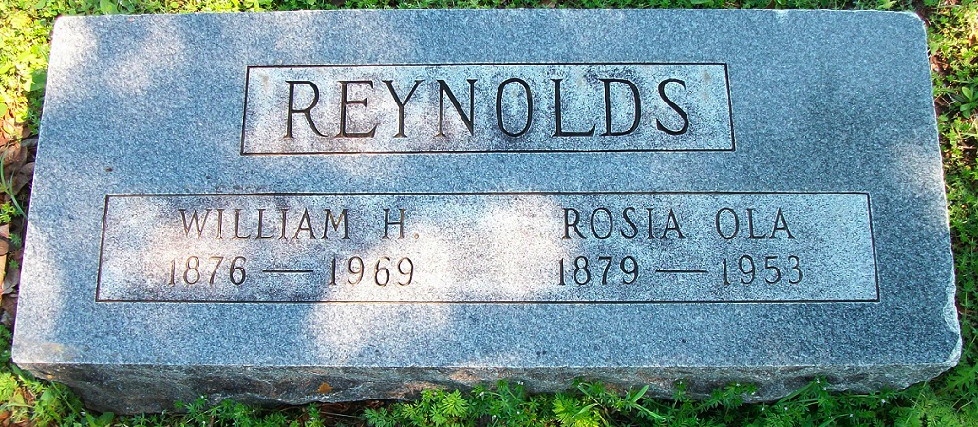 REYNOLDS
WILLIAM H. ROSIA OLA
1876 — 1969 1879 — 1953